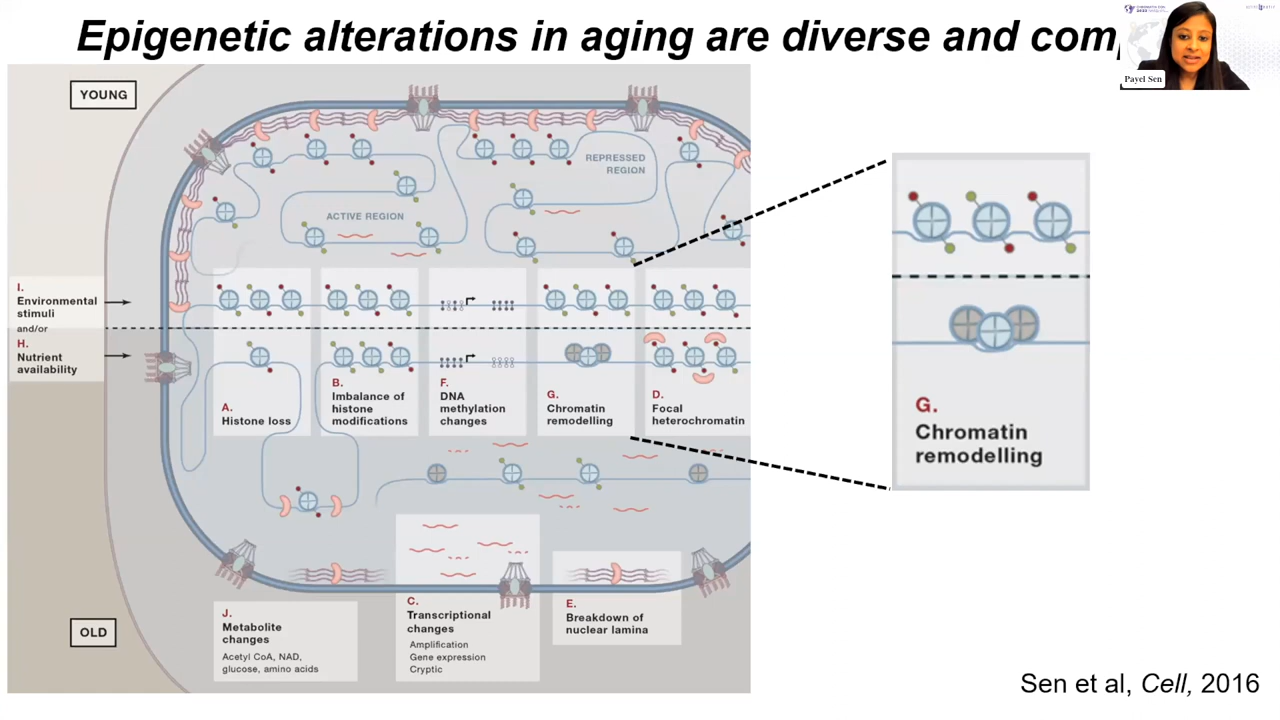 Epigenetic alterations in aging are diverse and com
Payel Sen
YOUNG
REPRESSED
REGION
ACTIVE REGION
I.
Environmental
stimuli
and/or
H.
Nutrient
availability
A.
Histone loss
B.
Imbalance of
histone
modifications
F.
DNA
methylation
changes
G.
Chromatin
remodelling
D.
Focal
heterochromatin
G.
Chromatin
remodelling
OLD
J.
Metabolite
changes
Acetyl CoA, NAD,
glucose, amino acids
C.
Transcriptional
changes
Amplification
Gene expression
Cryptic
E.
Breakdown of
nuclear lamina
Sen et al, Cell, 2016